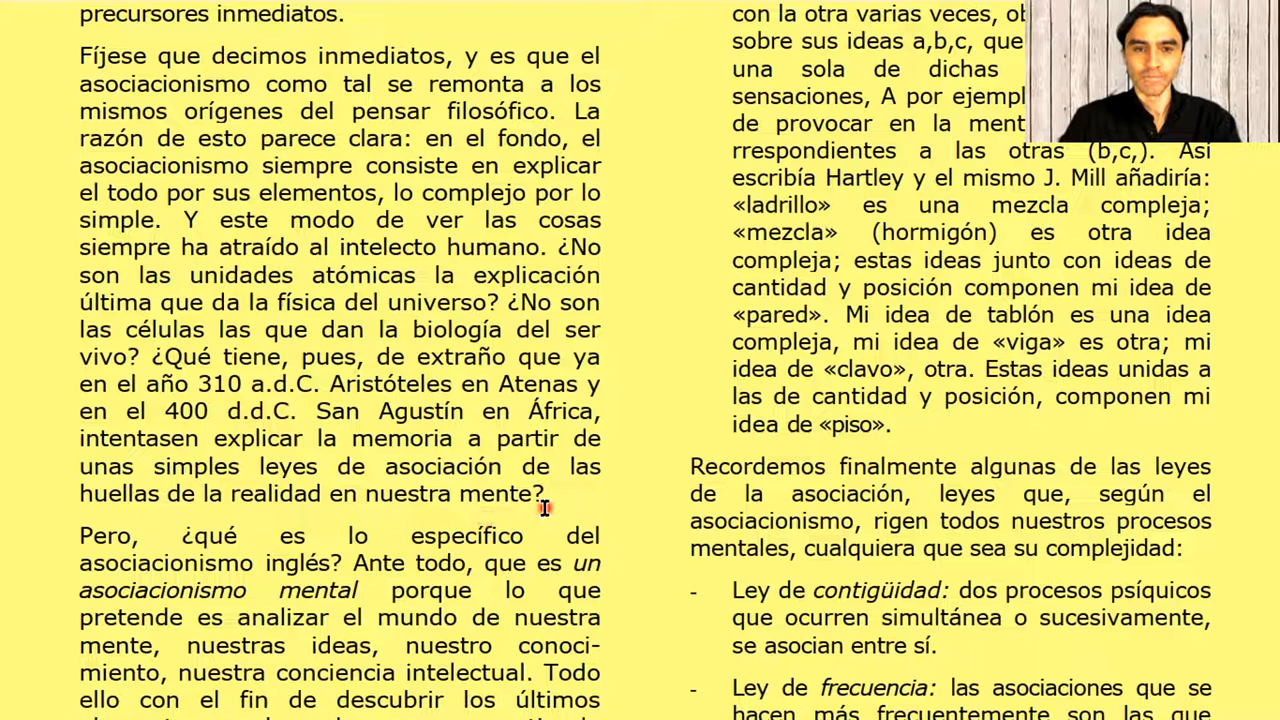 precursores inmediatos.
Fíjese que decimos inmediatos, y es que el
asociacionismo como tal se remonta a los
mismos orígenes del pensar filosófico. La
razón de esto parece clara: en el fondo, el
asociacionismo siempre consiste en explicar
el todo por sus elementos, lo complejo por lo
simple. Y este modo de ver las cosas
siempre ha atraído al intelecto humano. ¿No
son las unidades atómicas la explicación
última que da la física del universo? ¿No son
las células las que dan la biología del ser
vivo? ¿Qué tiene, pues, de extraño que ya
en el año 310 a.d.C. Aristóteles en Atenas y
en el 400 d.d.C. San Agustín en África,
intentasen explicar la memoria a partir de
unas simples leyes de asociación de las
huellas de la realidad en nuestra mente?
Pero, ¿qué es lo específico del
asociacionismo inglés? Ante todo, que es un
asociacionismo mental porque lo que
pretende es analizar el mundo de nuestra
mente, nuestras ideas, nuestro conoci-
miento, nuestra conciencia intelectual. Todo
ello con el fin de descubrir los últimos
con la otra varias veces,
sobre sus ideas a,b,c, que
una sola de dichas
sensaciones, A por
de provocar en la
rrespondientes a las otras (b,c,). Así
escribía Hartley y el mismo J. Mill añadiría:
«ladrillo» es una mezcla compleja;
«mezcla» (hormigón) es otra idea
compleja; estas ideas junto con ideas de
cantidad y posición componen mi idea de
«pared». Mi idea de tablón es una idea
compleja, mi idea de «viga» es otra; mi
idea de «clavo», otra. Estas ideas unidas a
las de cantidad y posición, componen mi
idea de «piso».
Recordemos finalmente algunas de las leyes
de la asociación, leyes que, según el
asociacionismo, rigen todos nuestros procesos
mentales, cualquiera que sea su complejidad:
- Ley de contigüidad: dos procesos psíquicos
que ocurren simultánea o sucesivamente,
se asocian entre sí.
- Ley de frecuencia: las asociaciones que se
hacen más frecuentemente son las que